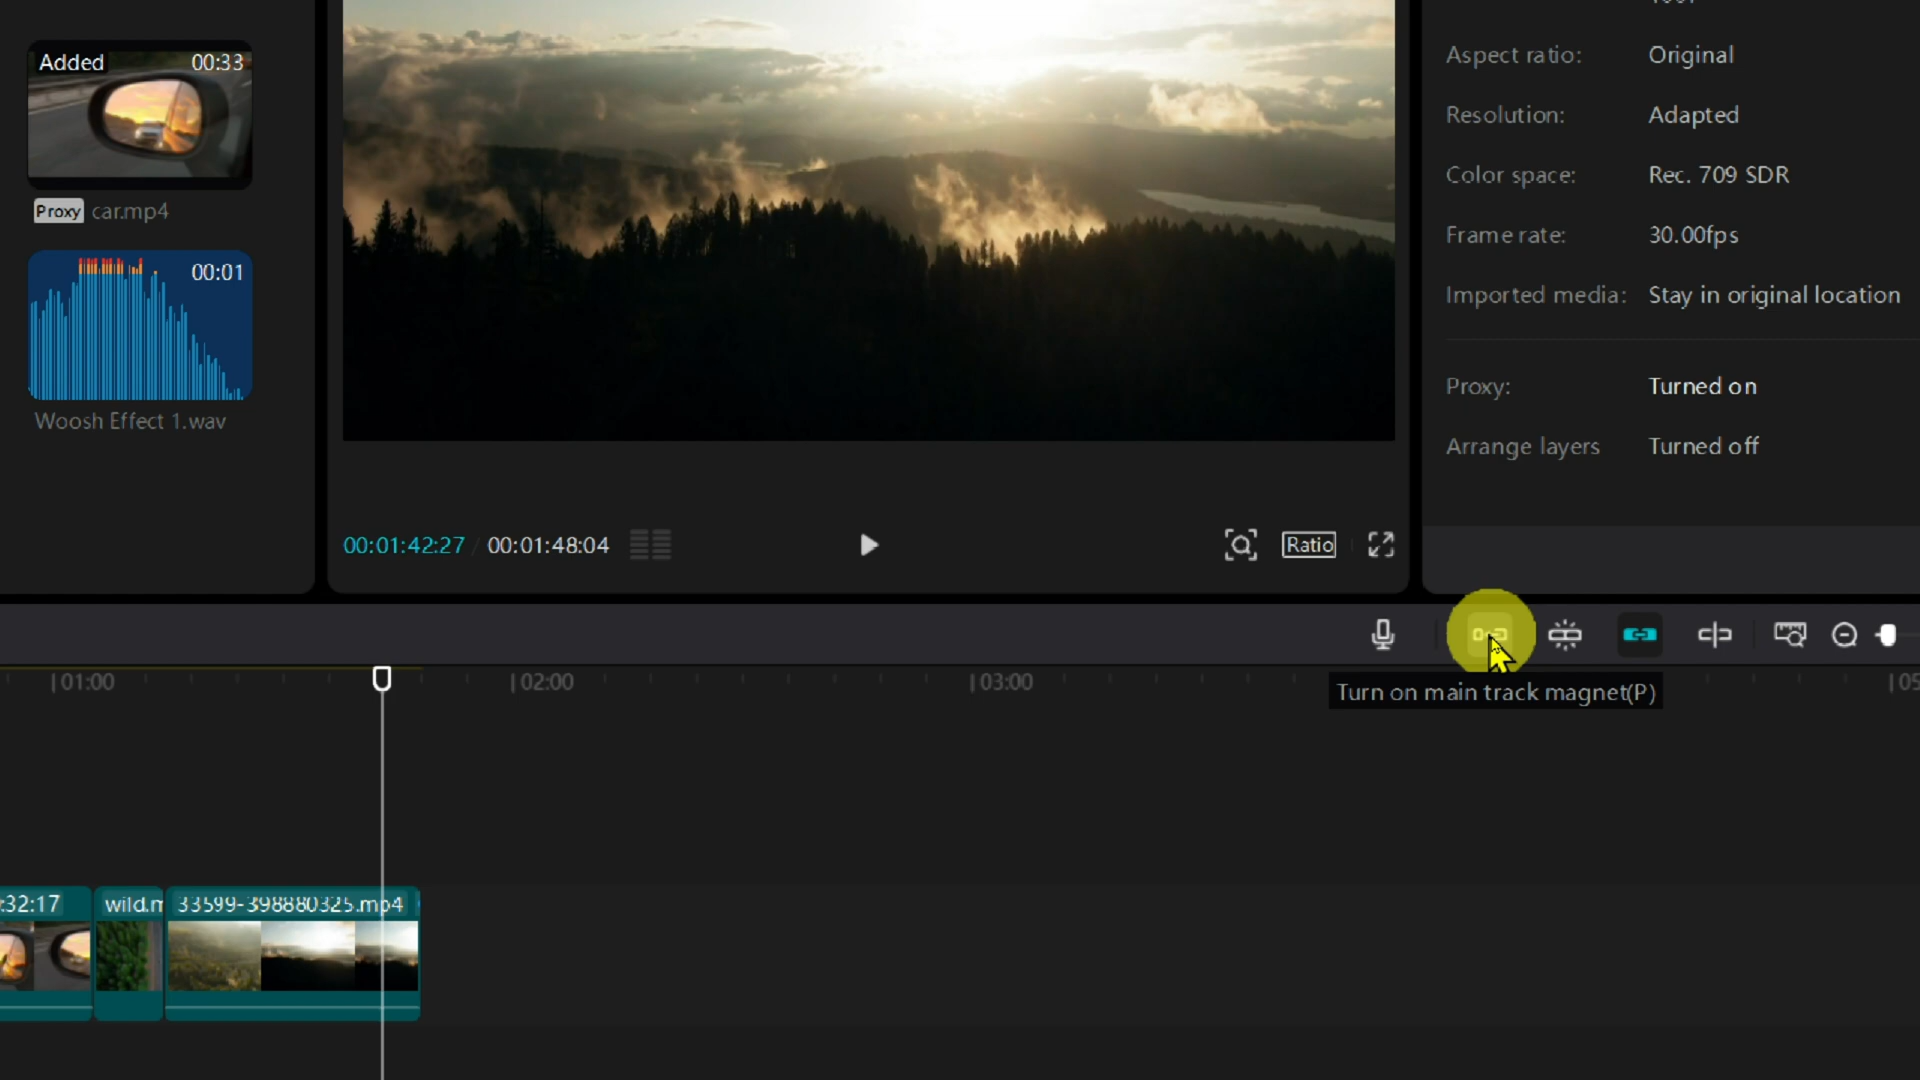 Added 00:33
Proxy car.mp4
00:01
Woosh Effect 1.wav
00:01:42:27 / 00:01:48:04
Ratio
Aspect ratio: Original
Resolution: Adapted
Color space: Rec. 709 SDR
Frame rate: 30.00fps
Imported media: Stay in original location
Proxy: Turned on
Arrange layers Turned off
Turn on main track magnet(P)
01:00 02:00 03:00 05
:32:17 wild.m 33599-398880325.mp4